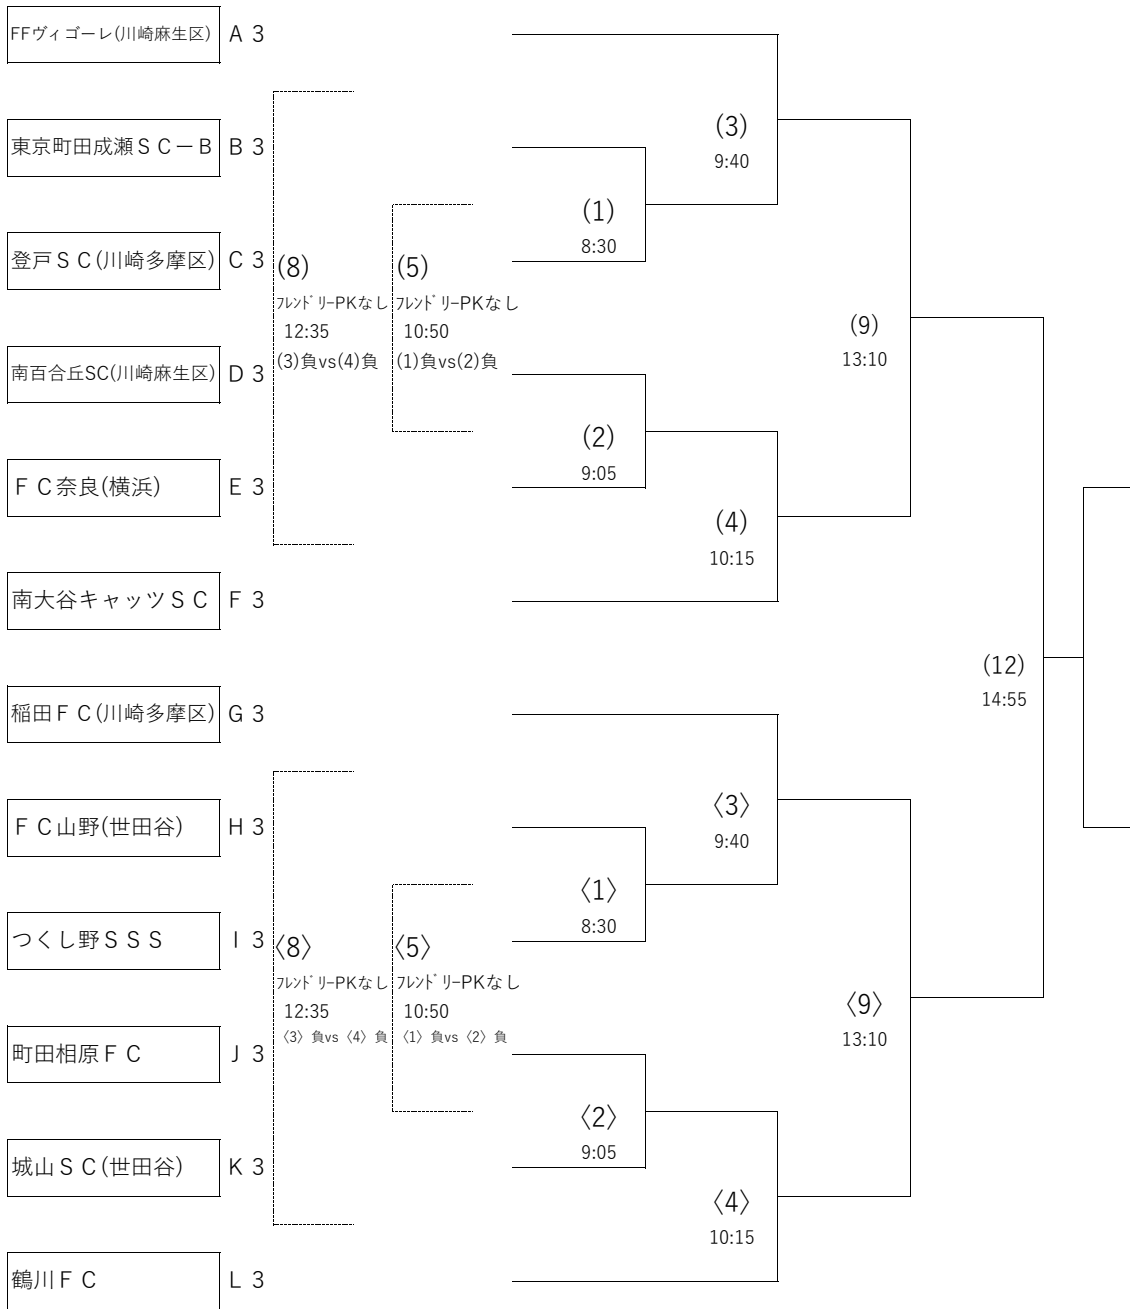 FFヴィゴーレ(川崎麻生区) A 3
(3)
9:40
東京町田成瀬ＳＣーB B 3
(1)
8:30
登戸ＳＣ(川崎多摩区) C 3
(8)
ﾌﾚﾝﾄﾞﾘｰPKなし
12:35
(3)負vs(4)負
(5)
ﾌﾚﾝﾄﾞﾘｰPKなし
10:50
(1)負vs(2)負
(9)
13:10
南百合丘SC(川崎麻生区) D 3
(2)
9:05
ＦＣ奈良(横浜) E 3
(4)
10:15
南大谷キャッツＳＣ F 3
(12)
14:55
稲田ＦＣ(川崎多摩区) G 3
〈3〉
9:40
ＦＣ山野(世田谷) H 3
〈1〉
8:30
つくし野ＳＳＳ I 3
〈8〉
ﾌﾚﾝﾄﾞﾘｰPKなし
12:35
〈3〉負vs〈4〉負
〈5〉
ﾌﾚﾝﾄﾞﾘｰPKなし
10:50
〈1〉負vs〈2〉負
〈9〉
13:10
町田相原ＦＣ J 3
〈2〉
9:05
城山ＳＣ(世田谷) K 3
〈4〉
10:15
鶴川ＦＣ L 3